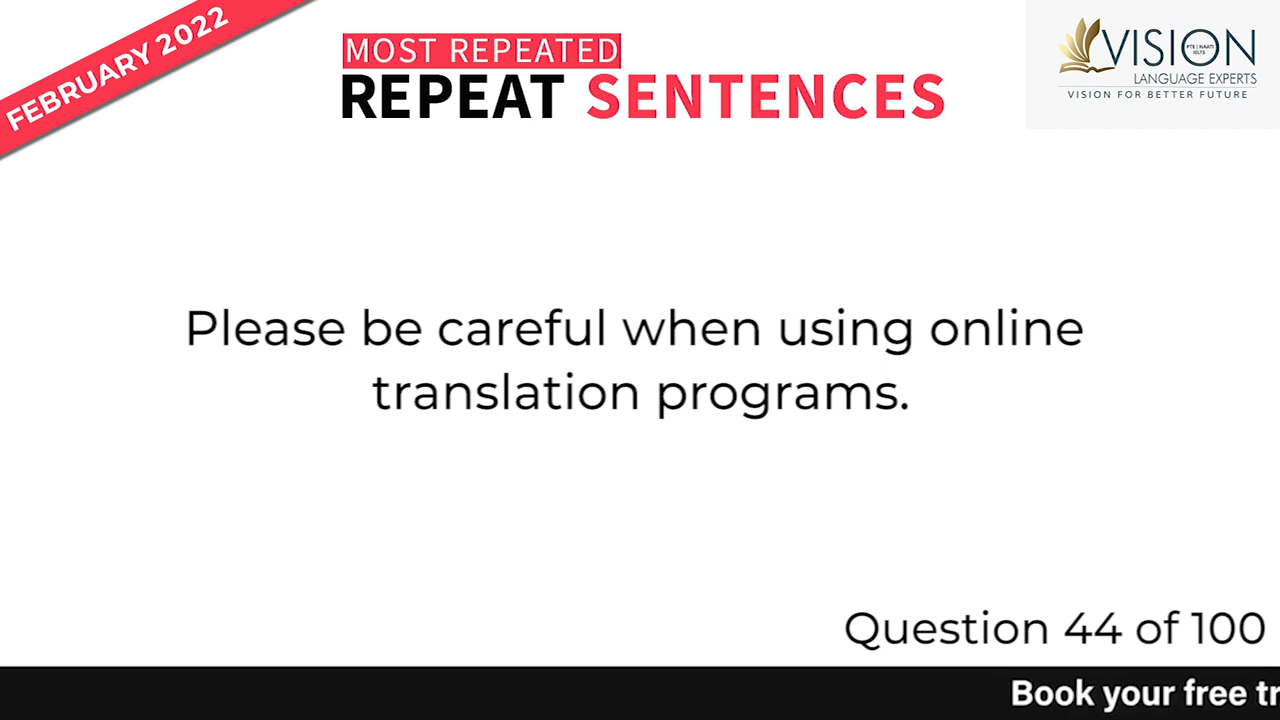 FEBRUARY 2022
MOST REPEATED
REPEAT SENTENCES
VISION
PTE | NAATI
IELTS
LANGUAGE EXPERTS
VISION FOR BETTER FUTURE
Please be careful when using online
translation programs.
Question 44 of 100
Book your free